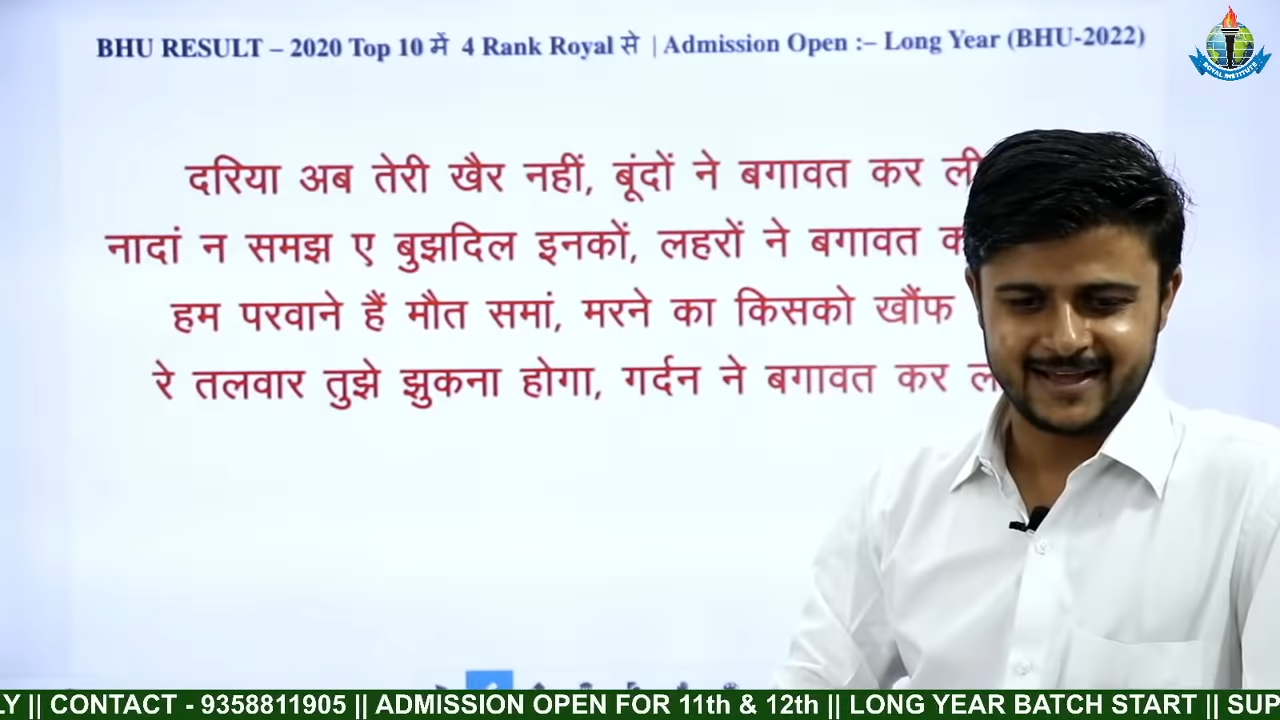 BHU RESULT – 2020 Top 10 में 4 Rank Royal से | Admission Open :– Long Year (BHU-2022)
ROYAL INSTITUTE
दरिया अब तेरी खैर नहीं, बूंदों ने बगावत कर ली
नादां न समझ ए बुझदिल इनकों, लहरों ने बगावत
हम परवाने हैं मौत समां, मरने का किसको खौंफ
रे तलवार तुझे झुकना होगा, गर्दन ने बगावत कर
LY || CONTACT - 9358811905 || ADMISSION OPEN FOR 11th & 12th || LONG YEAR BATCH START || SUP